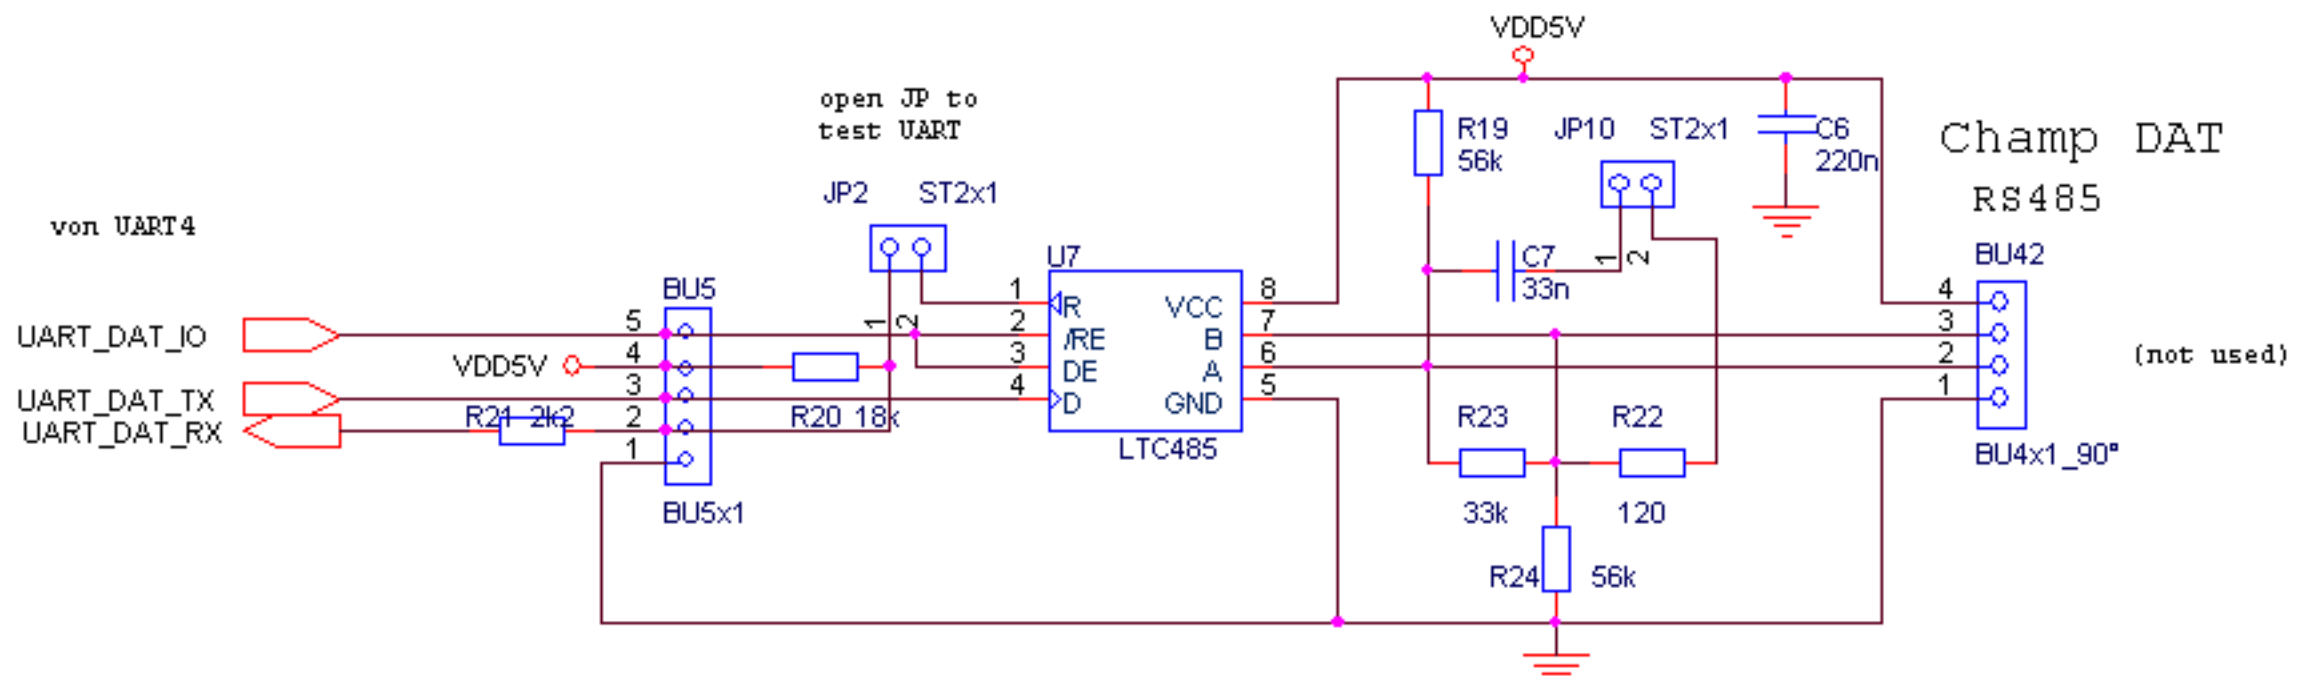 VDD5V
open JP to
test UART
R19
56k
JP10 ST2x1
C6
220n
Champ DAT
RS485
JP2 ST2x1
von UART4
U7
C7
33n
1
2
BU42
BU5
1
2
UART_DAT_IO
5
VDD5V
4
3
UART_DAT_TX
R21 2k2
2
UART_DAT_RX
1
R20 18k
BU5x1
1
2
3
4
R
/RE
DE
D
VCC
B
A
GND
8
7
6
5
LTC485
4
3
2
1
(not used)
R23
33k
R22
120
BU4x1_90°
R24 56k